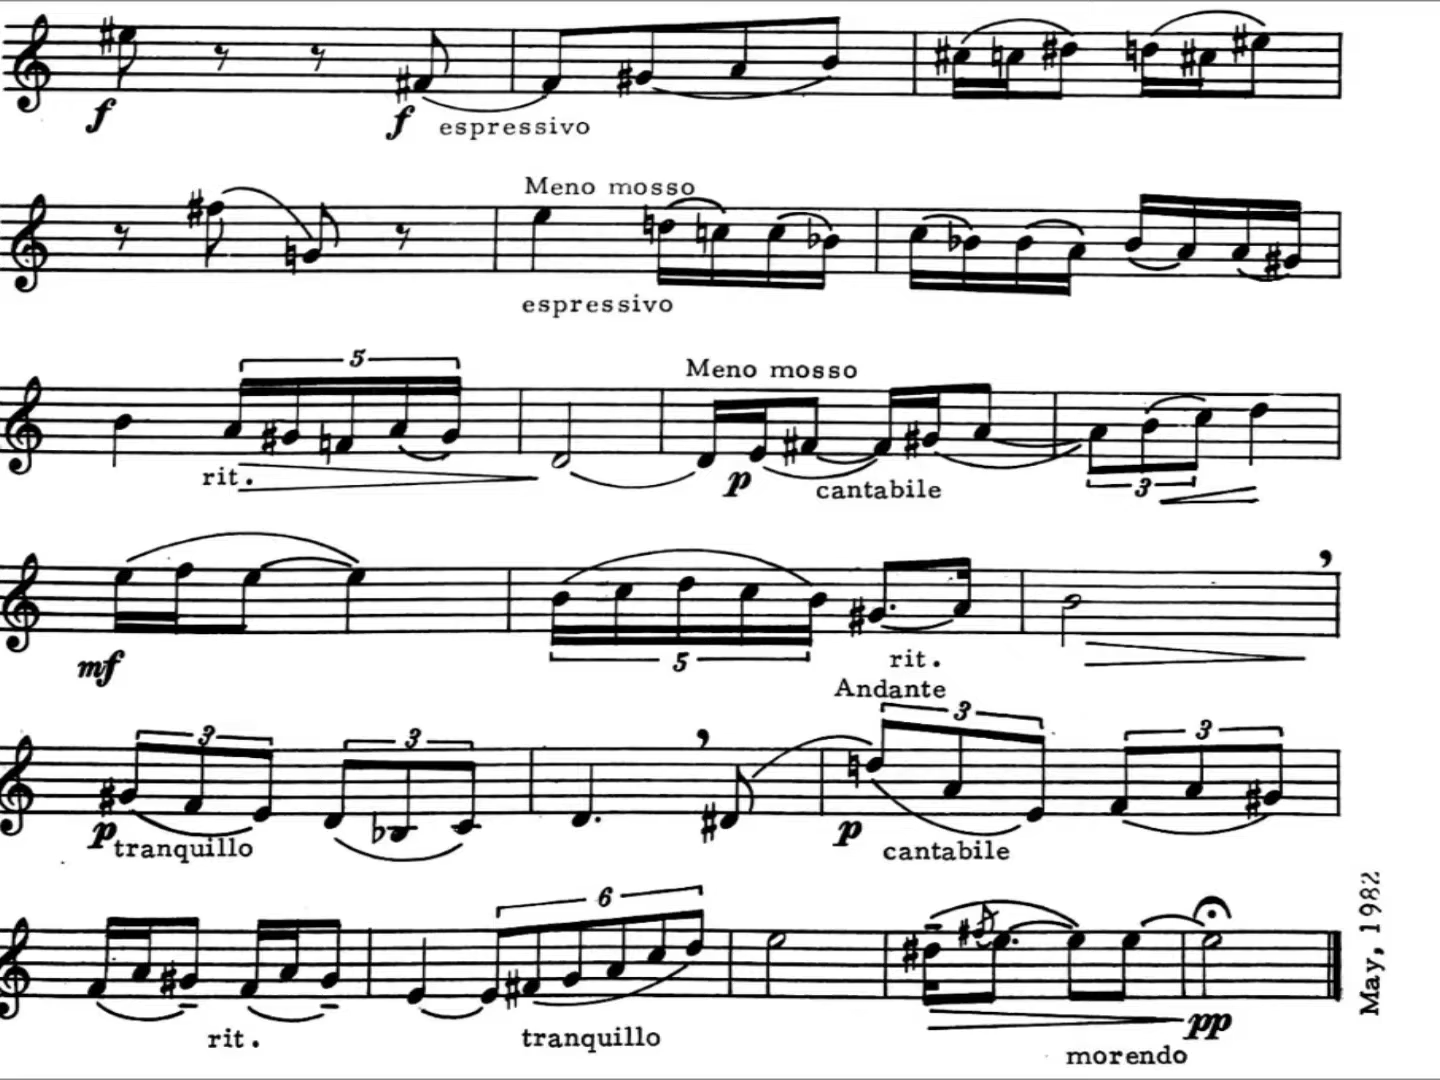 f f espressivo
Meno mosso
espressivo
5
Meno mosso
rit. p cantabile
3
mf
5 rit.
Andante
3 3 3 3
p tranquillo p cantabile
6
rit. tranquillo pp
morendo
May, 1982